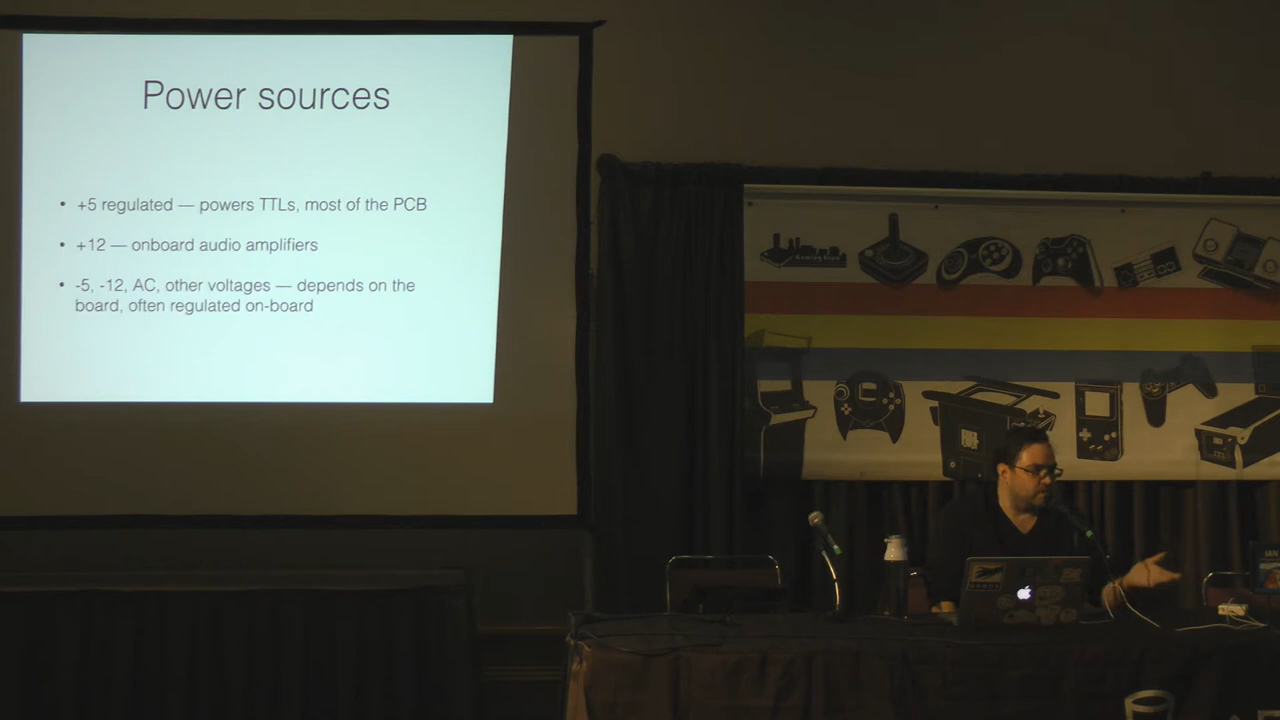 Power sources
• +5 regulated — powers TTLs, most of the PCB
• +12 — onboard audio amplifiers
• -5, -12, AC, other voltages — depends on the
board, often regulated on-board
IAN